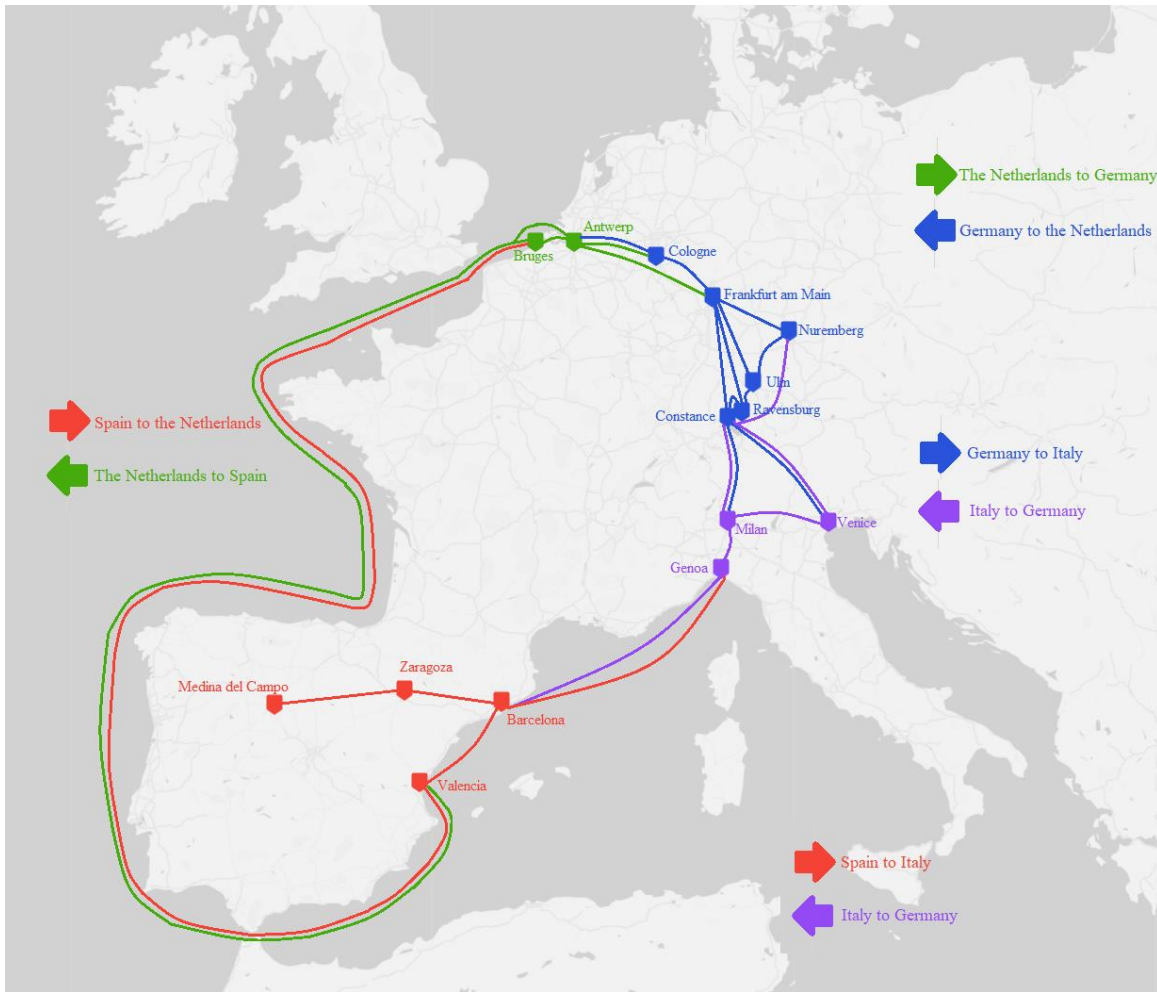 The Netherlands to Germany
Antwerp
Germany to the Netherlands
Bruges
Cologne
Frankfurt am Main
Nuremberg
Ulm
Ravensburg
Constance
Spain to the Netherlands
Germany to Italy
The Netherlands to Spain
Italy to Germany
Milan
Venice
Genoa
Zaragoza
Medina del Campo
Barcelona
Valencia
Spain to Italy
Italy to Germany